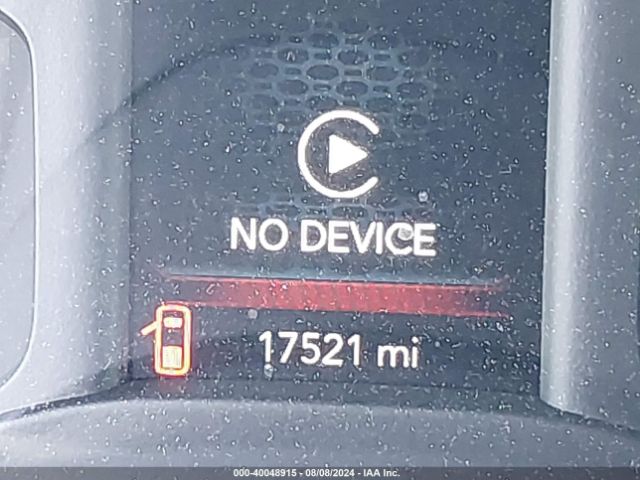 NO DEVICE
17521 mi
000-40048915 - 08/08/2024 - IAA Inc.